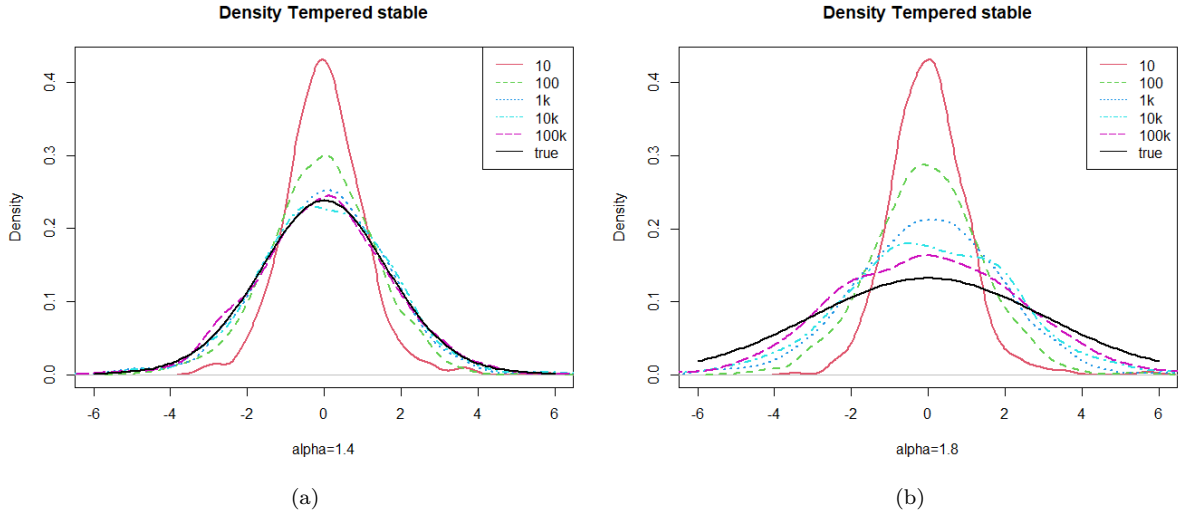 Density Tempered stable
Density
0.0
0.1
0.2
0.3
0.4
10
100
1k
10k
100k
true
-6
-4
-2
0
2
4
6
alpha=1.4
(a)
Density Tempered stable
Density
0.0
0.1
0.2
0.3
0.4
10
100
1k
10k
100k
true
-6
-4
-2
0
2
4
6
alpha=1.8
(b)